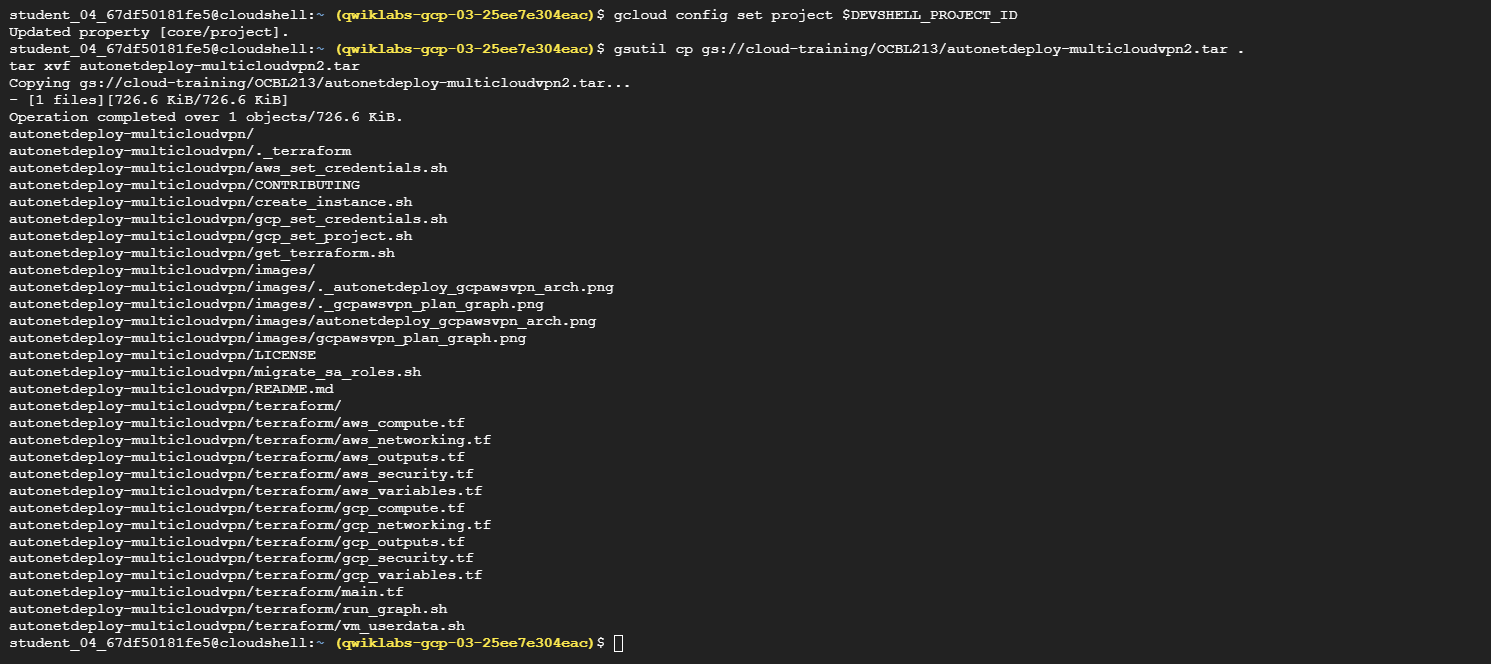 student_04_67df50181fe5@cloudshell:~ (qwiklabs-gcp-03-25ee7e304eac)$ gcloud config set project $DEVSHELL_PROJECT_ID
Updated property [core/project].
student_04_67df50181fe5@cloudshell:~ (qwiklabs-gcp-03-25ee7e304eac)$ gsutil cp gs://cloud-training/OCBL213/autonetdeploy-multicloudvpn2.tar .
tar xvf autonetdeploy-multicloudvpn2.tar
Copying gs://cloud-training/OCBL213/autonetdeploy-multicloudvpn2.tar...
- [1 files][726.6 KiB/726.6 KiB]
Operation completed over 1 objects/726.6 KiB.
autonetdeploy-multicloudvpn/
autonetdeploy-multicloudvpn/._terraform
autonetdeploy-multicloudvpn/aws_set_credentials.sh
autonetdeploy-multicloudvpn/CONTRIBUTING
autonetdeploy-multicloudvpn/create_instance.sh
autonetdeploy-multicloudvpn/gcp_set_credentials.sh
autonetdeploy-multicloudvpn/gcp_set_project.sh
autonetdeploy-multicloudvpn/get_terraform.sh
autonetdeploy-multicloudvpn/images/
autonetdeploy-multicloudvpn/images/._autonetdeploy_gcpawsvpn_arch.png
autonetdeploy-multicloudvpn/images/._gcpawsvpn_plan_graph.png
autonetdeploy-multicloudvpn/images/autonetdeploy_gcpawsvpn_arch.png
autonetdeploy-multicloudvpn/images/gcpawsvpn_plan_graph.png
autonetdeploy-multicloudvpn/LICENSE
autonetdeploy-multicloudvpn/migrate_sa_roles.sh
autonetdeploy-multicloudvpn/README.md
autonetdeploy-multicloudvpn/terraform/
autonetdeploy-multicloudvpn/terraform/aws_compute.tf
autonetdeploy-multicloudvpn/terraform/aws_networking.tf
autonetdeploy-multicloudvpn/terraform/aws_outputs.tf
autonetdeploy-multicloudvpn/terraform/aws_security.tf
autonetdeploy-multicloudvpn/terraform/aws_variables.tf
autonetdeploy-multicloudvpn/terraform/gcp_compute.tf
autonetdeploy-multicloudvpn/terraform/gcp_networking.tf
autonetdeploy-multicloudvpn/terraform/gcp_outputs.tf
autonetdeploy-multicloudvpn/terraform/gcp_security.tf
autonetdeploy-multicloudvpn/terraform/gcp_variables.tf
autonetdeploy-multicloudvpn/terraform/main.tf
autonetdeploy-multicloudvpn/terraform/run_graph.sh
autonetdeploy-multicloudvpn/terraform/vm_userdata.sh
student_04_67df50181fe5@cloudshell:~ (qwiklabs-gcp-03-25ee7e304eac)$